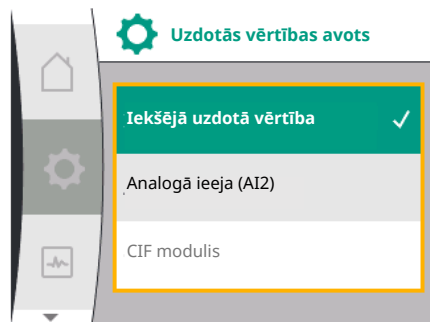 Uzdotās vērtības avots
Iekšējā uzdotā vērtība
Analogā ieeja (AI2)
CIF modulis